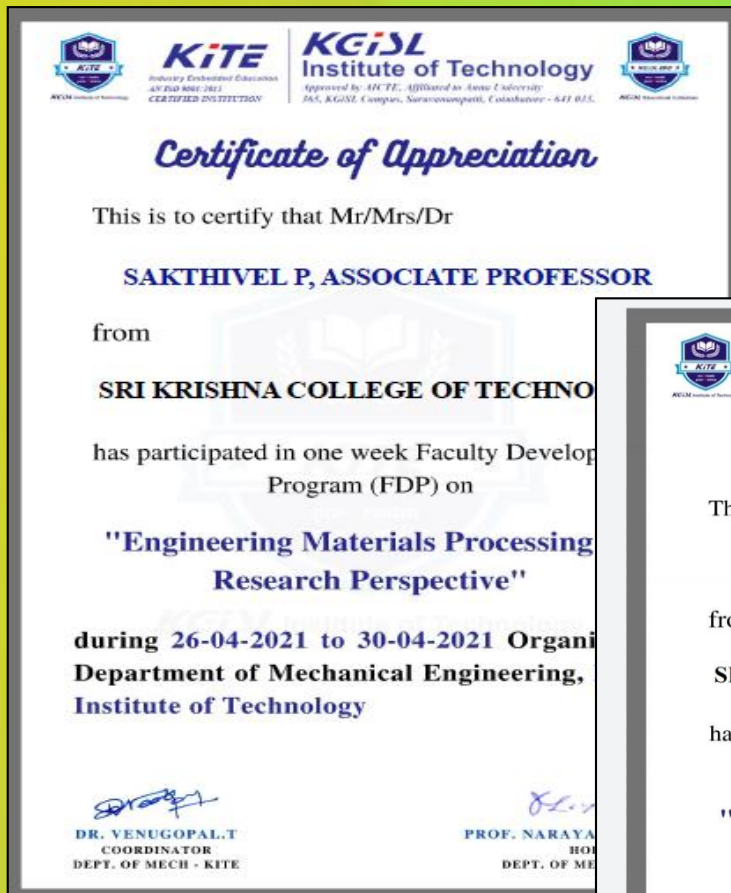 KiTE
Industry Embedded Education
AN ISO 9001:2015
CERTIFIED INSTITUTION
KGiSL
Institute of Technology
Approved by AICTE, Affiliated to Anna University
365, KGiSL Campus, Saravanampatti, Coimbatore - 641 035.
Certificate of Appreciation
This is to certify that Mr/Mrs/Dr
SAKTHIVEL P, ASSOCIATE PROFESSOR
from
SRI KRISHNA COLLEGE OF TECHNO
has participated in one week Faculty Develop
Program (FDP) on
"Engineering Materials Processing
Research Perspective"
during 26-04-2021 to 30-04-2021 Organi
Department of Mechanical Engineering,
Institute of Technology
DR. VENUGOPAL.T
COORDINATOR
DEPT. OF MECH - KITE
PROF. NARAYA
HO
DEPT. OF ME
KiTE
Th
fro
S
ha
"